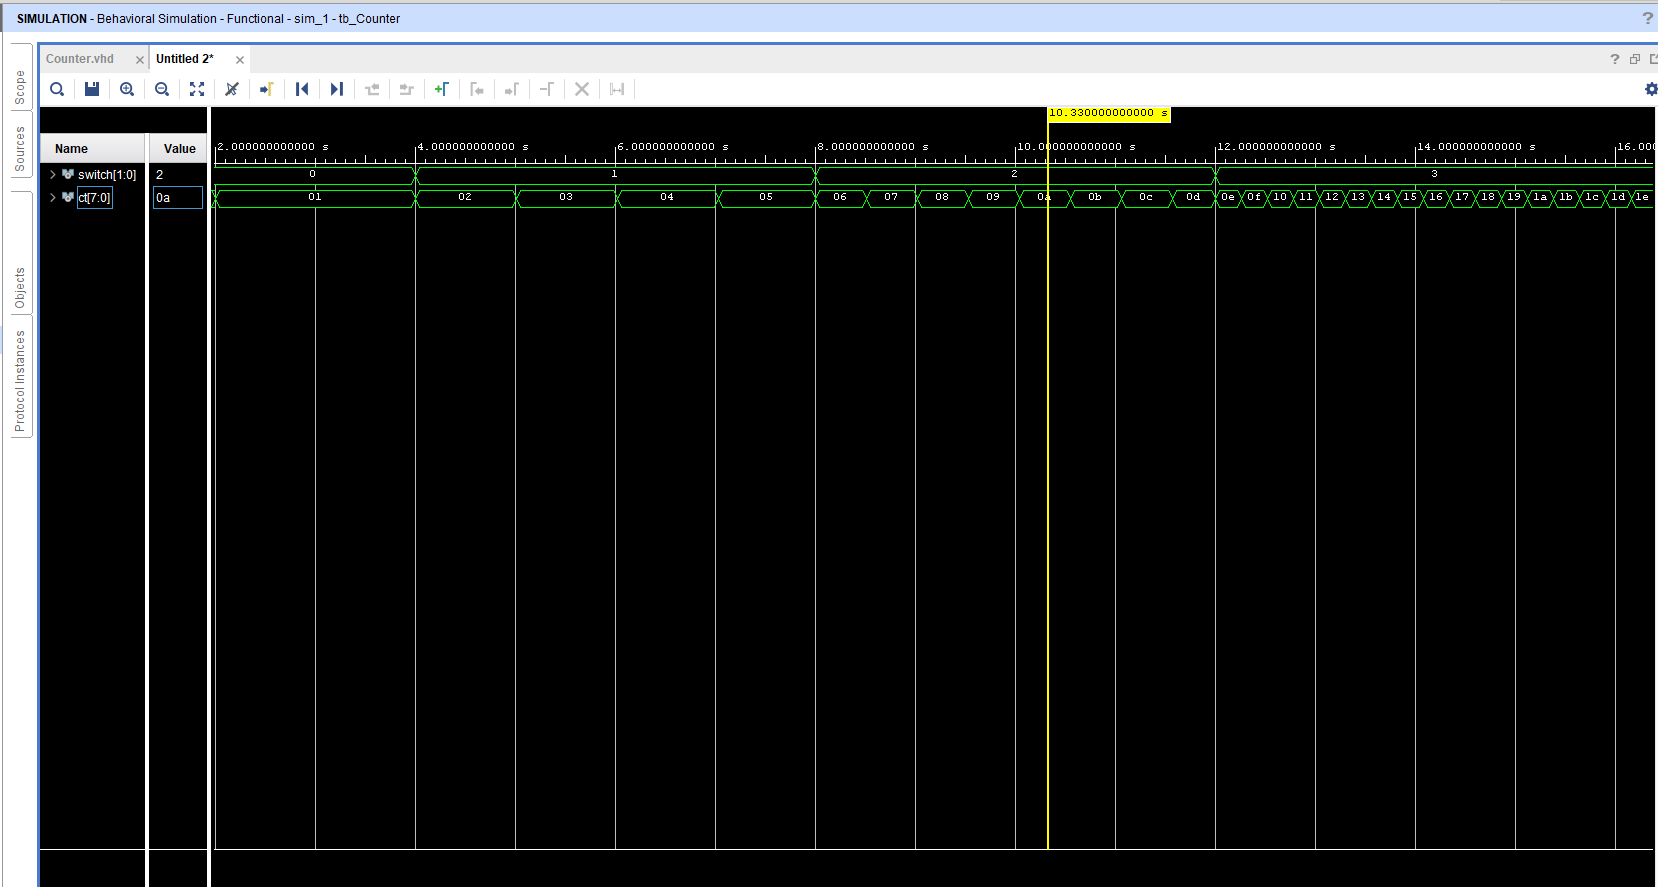 SIMULATION - Behavioral Simulation - Functional - sim_1 - tb_Counter
?
Scope
Sources
Objects
Protocol Instances
Counter.vhd × Untitled 2* ×
?
10.330000000000 s
Name Value
2.000000000000 s 4.000000000000 s 6.000000000000 s 8.000000000000 s 10.000000000000 s 12.000000000000 s 14.000000000000 s
switch[1:0] 2 0 1 2 3
ct[7:0] 0a 01 02 03 04 05 06 07 08 09 0a 0b 0c 0d 0e 0f 10 11 12 13 14 15 16 17 18 19 1a 1b 1c 1d 1e